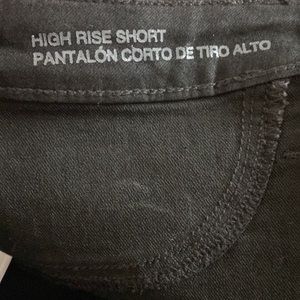 HIGH RISE SHORT
PANTALÓN CORTO DE TIRO ALTO